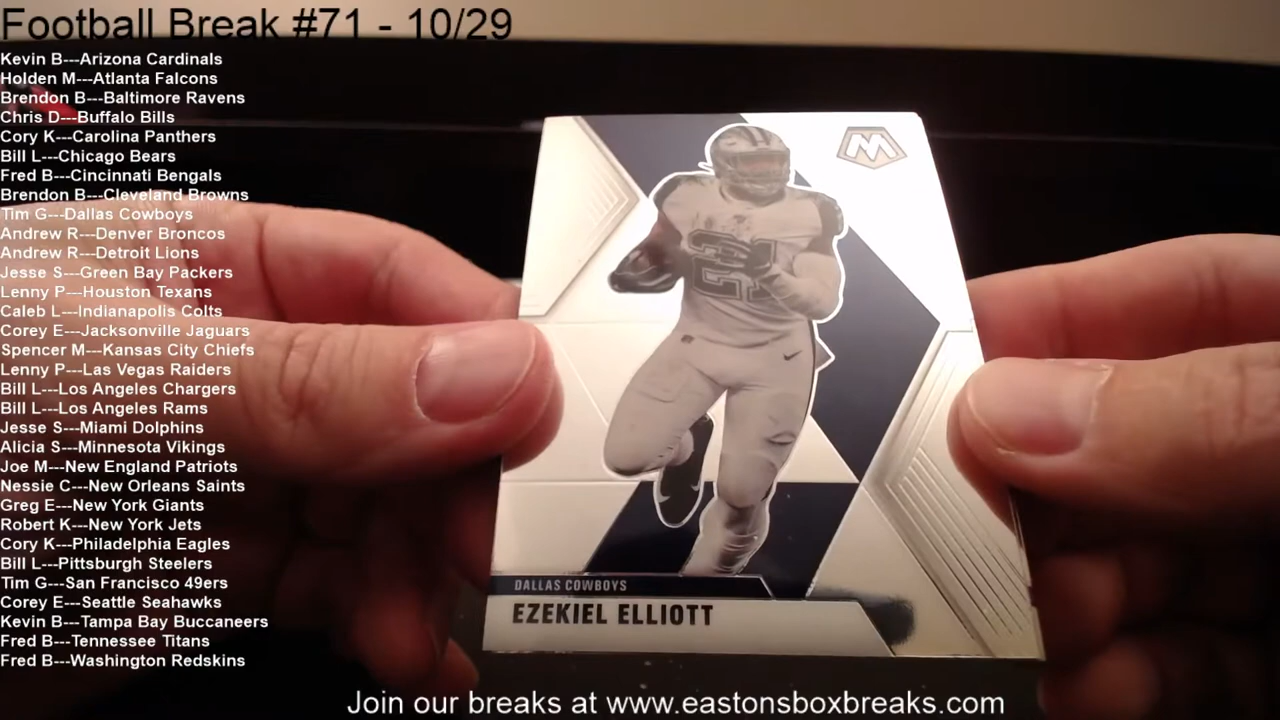 Football Break #71 - 10/29
Kevin B---Arizona Cardinals
Holden M---Atlanta Falcons
Brendon B---Baltimore Ravens
Chris D---Buffalo Bills
Cory K---Carolina Panthers
Bill L---Chicago Bears
Fred B---Cincinnati Bengals
Brendon B---Cleveland Browns
Tim G---Dallas Cowboys
Andrew R---Denver Broncos
Andrew R---Detroit Lions
Jesse S---Green Bay Packers
Lenny P---Houston Texans
Caleb L---Indianapolis Colts
Corey E---Jacksonville Jaguars
Spencer M---Kansas City Chiefs
Lenny P---Las Vegas Raiders
Bill L---Los Angeles Chargers
Bill L---Los Angeles Rams
Jesse S---Miami Dolphins
Alicia S---Minnesota Vikings
Joe M---New England Patriots
Nessie C---New Orleans Saints
Greg E---New York Giants
Robert K---New York Jets
Cory K---Philadelphia Eagles
Bill L---Pittsburgh Steelers
Tim G---San Francisco 49ers
Corey E---Seattle Seahawks
Kevin B---Tampa Bay Buccaneers
Fred B---Tennessee Titans
Fred B---Washington Redskins
M
21
DALLAS COWBOYS
EZEKIEL ELLIOTT
Join our breaks at www.eastonsboxbreaks.com